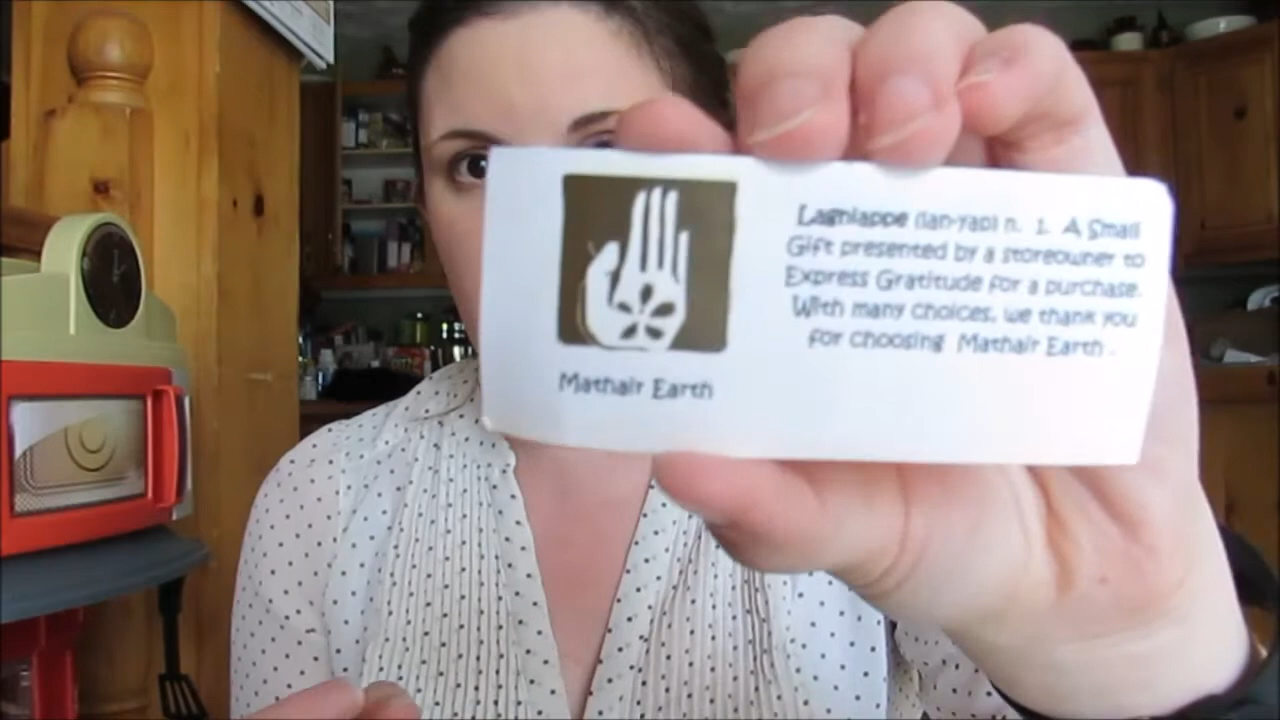 Lagniappe (lan-yap) n. 1. A Small
Gift presented by a storeowner to
Express Gratitude for a purchase.
With many choices, we thank you
for choosing Mathair Earth.
Mathair Earth